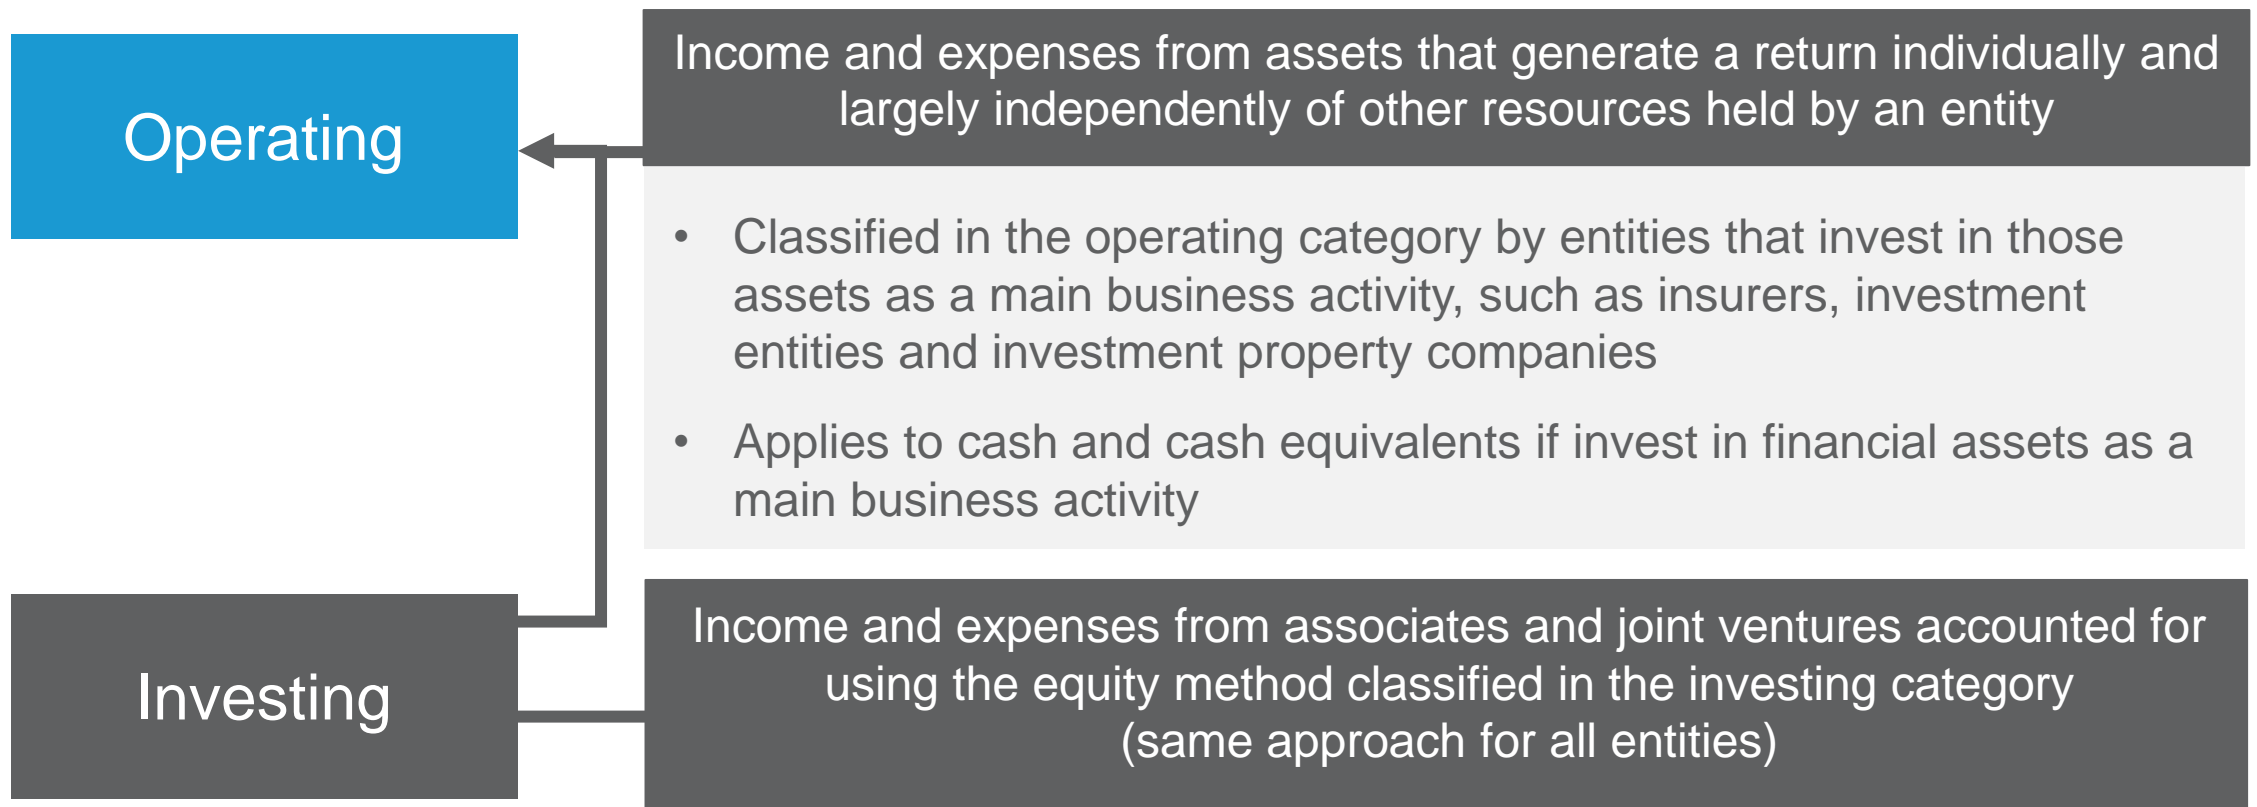 Operating
Income and expenses from assets that generate a return individually and
largely independently of other resources held by an entity
• Classified in the operating category by entities that invest in those
assets as a main business activity, such as insurers, investment
entities and investment property companies
• Applies to cash and cash equivalents if invest in financial assets as a
main business activity
Investing
Income and expenses from associates and joint ventures accounted for
using the equity method classified in the investing category
(same approach for all entities)